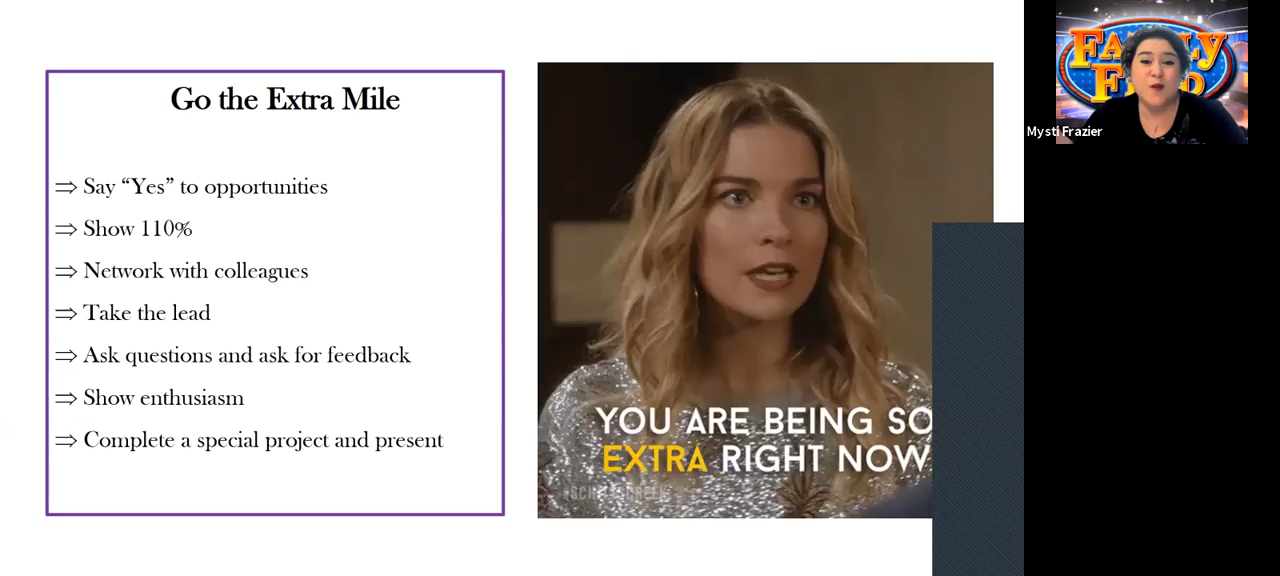 Go the Extra Mile
⇒ Say “Yes” to opportunities
⇒ Show 110%
⇒ Network with colleagues
⇒ Take the lead
⇒ Ask questions and ask for feedback
⇒ Show enthusiasm
⇒ Complete a special project and present
YOU ARE BEING SO
EXTRA RIGHT NOW
Mysti Frazier